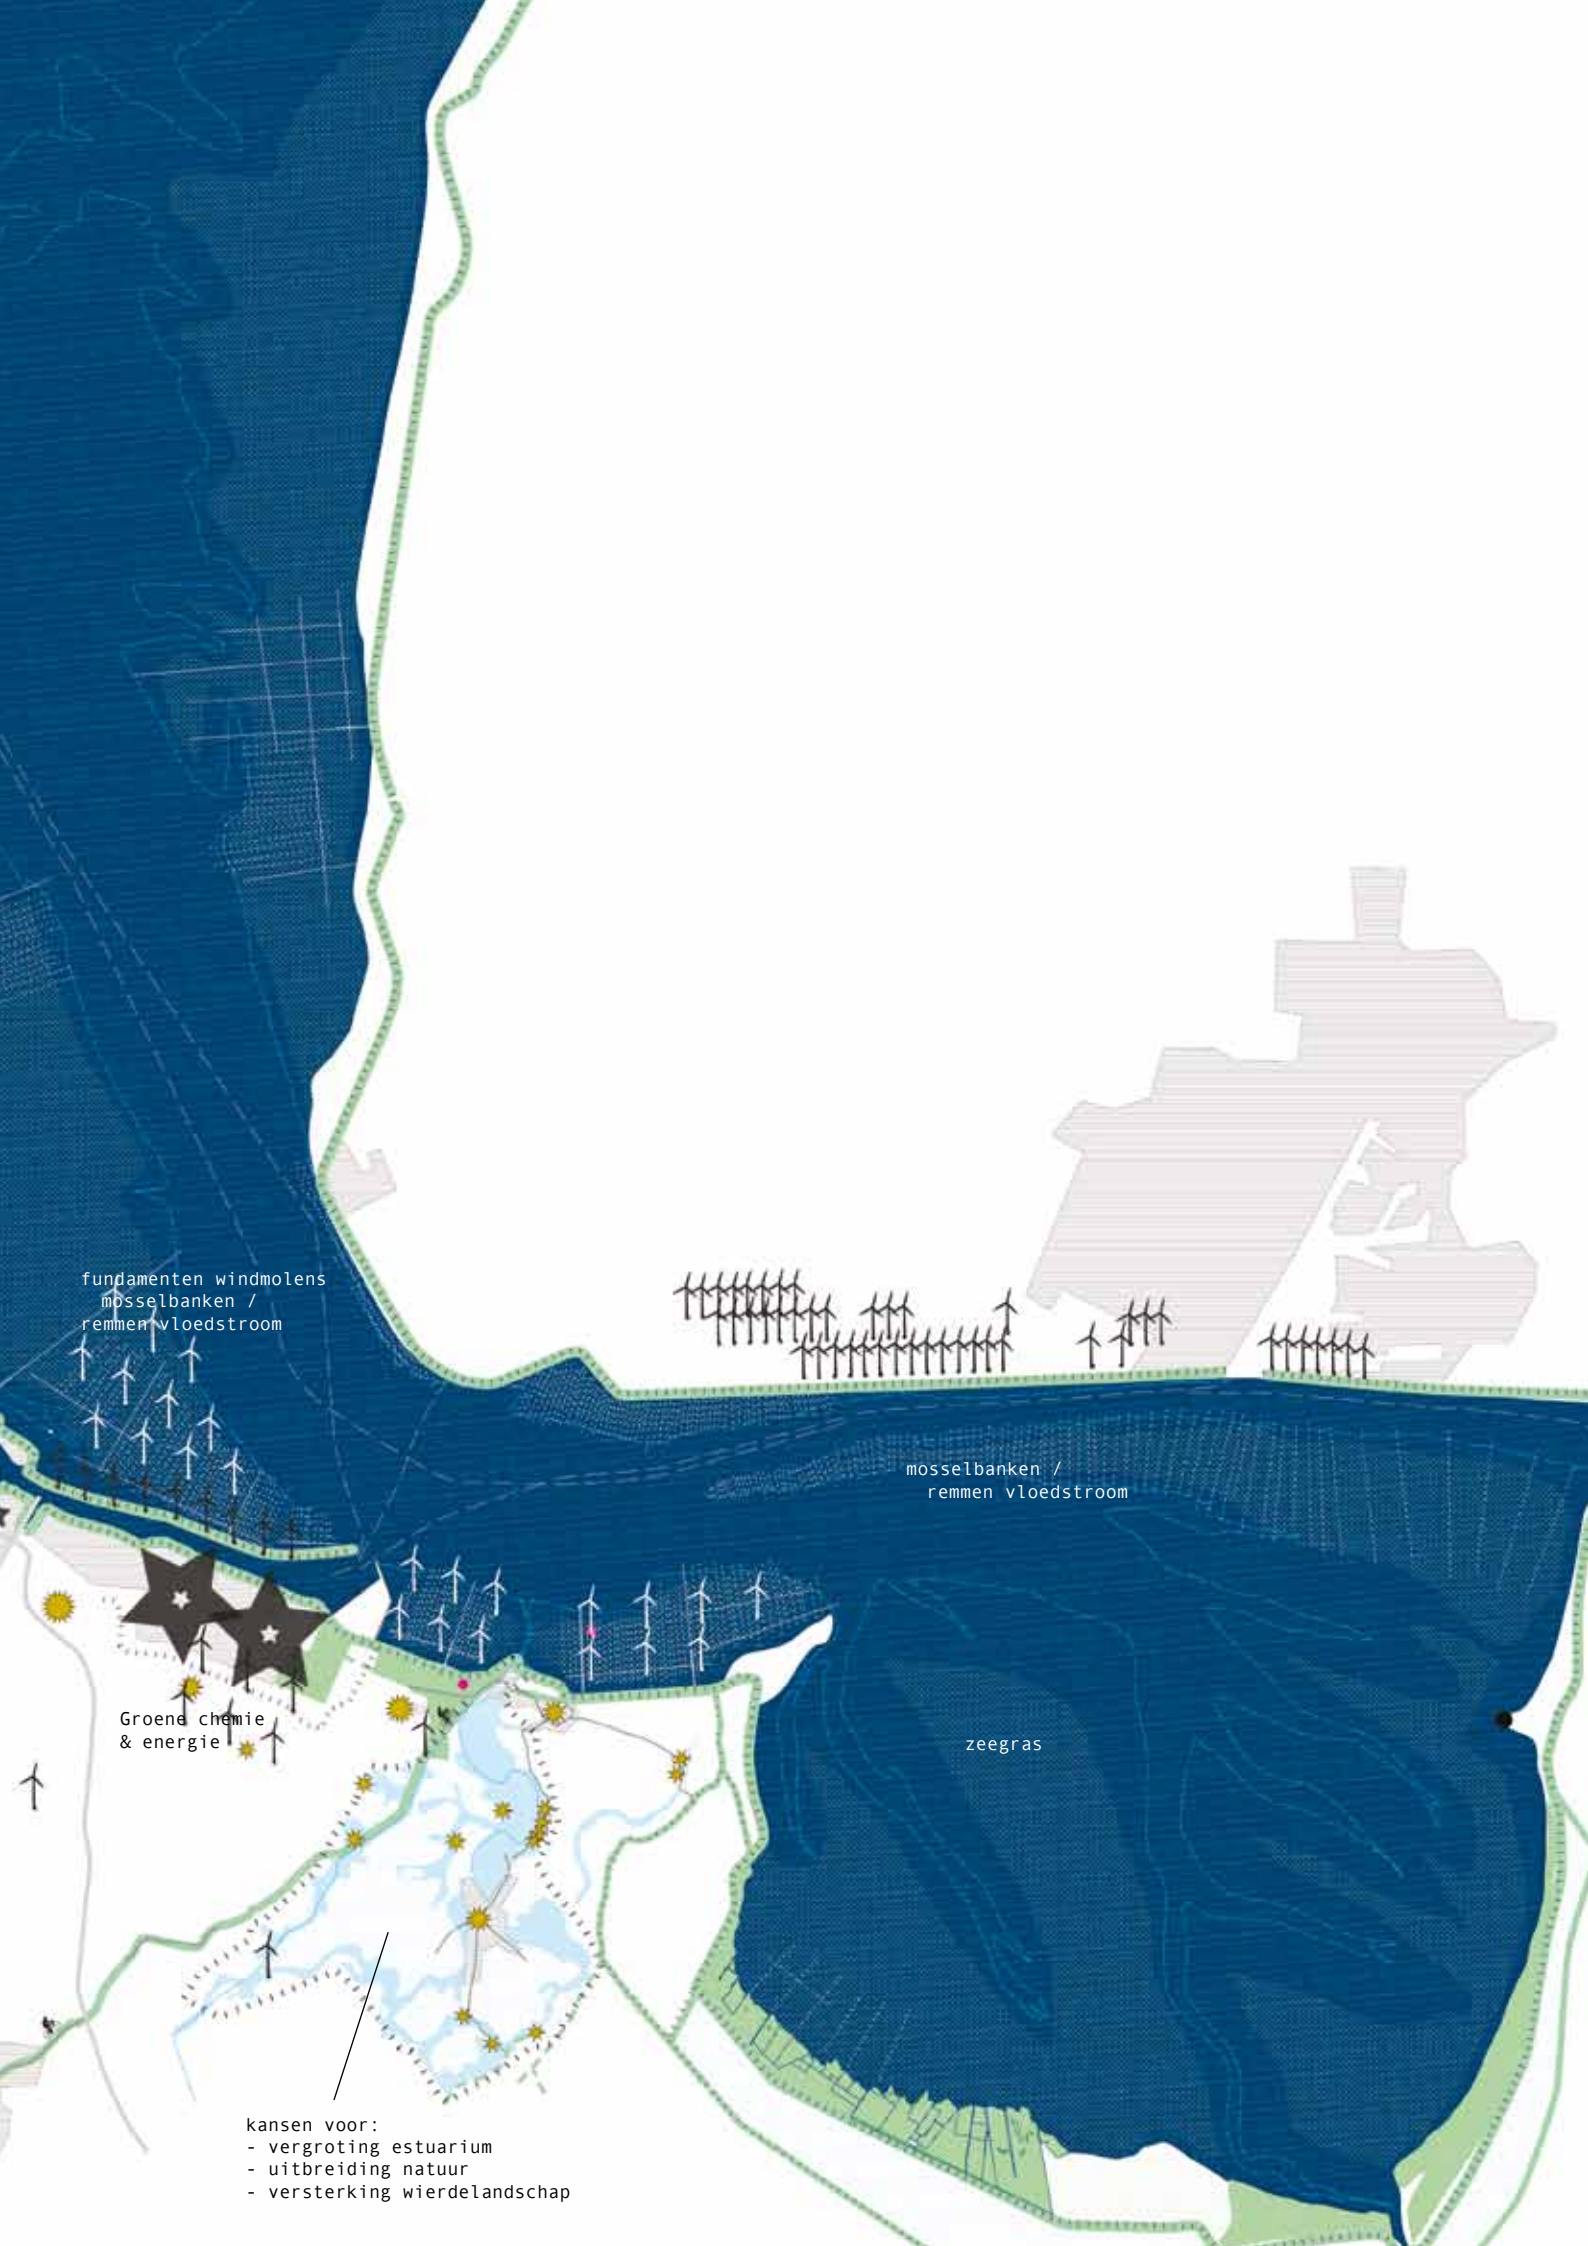 fundamenten windmolens
mosselbanken /
remmen vloedstroom
mosselbanken /
remmen vloedstroom
Groene chemie
& energie
zeegras
kansen voor:
- vergroting estuarium
- uitbreiding natuur
- versterking wierdelandschap